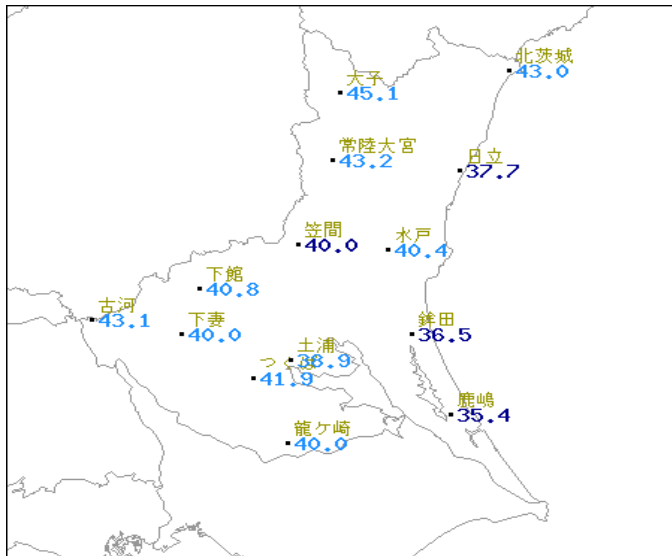 北茨城
43.0
大子
45.1
常陸大宮
43.2
日立
37.7
笠間
40.0
水戸
40.4
下館
40.8
古河
43.1
下妻
40.0
鉾田
36.5
土浦
38.9
つくば
41.9
鹿嶋
35.4
龍ケ崎
40.0